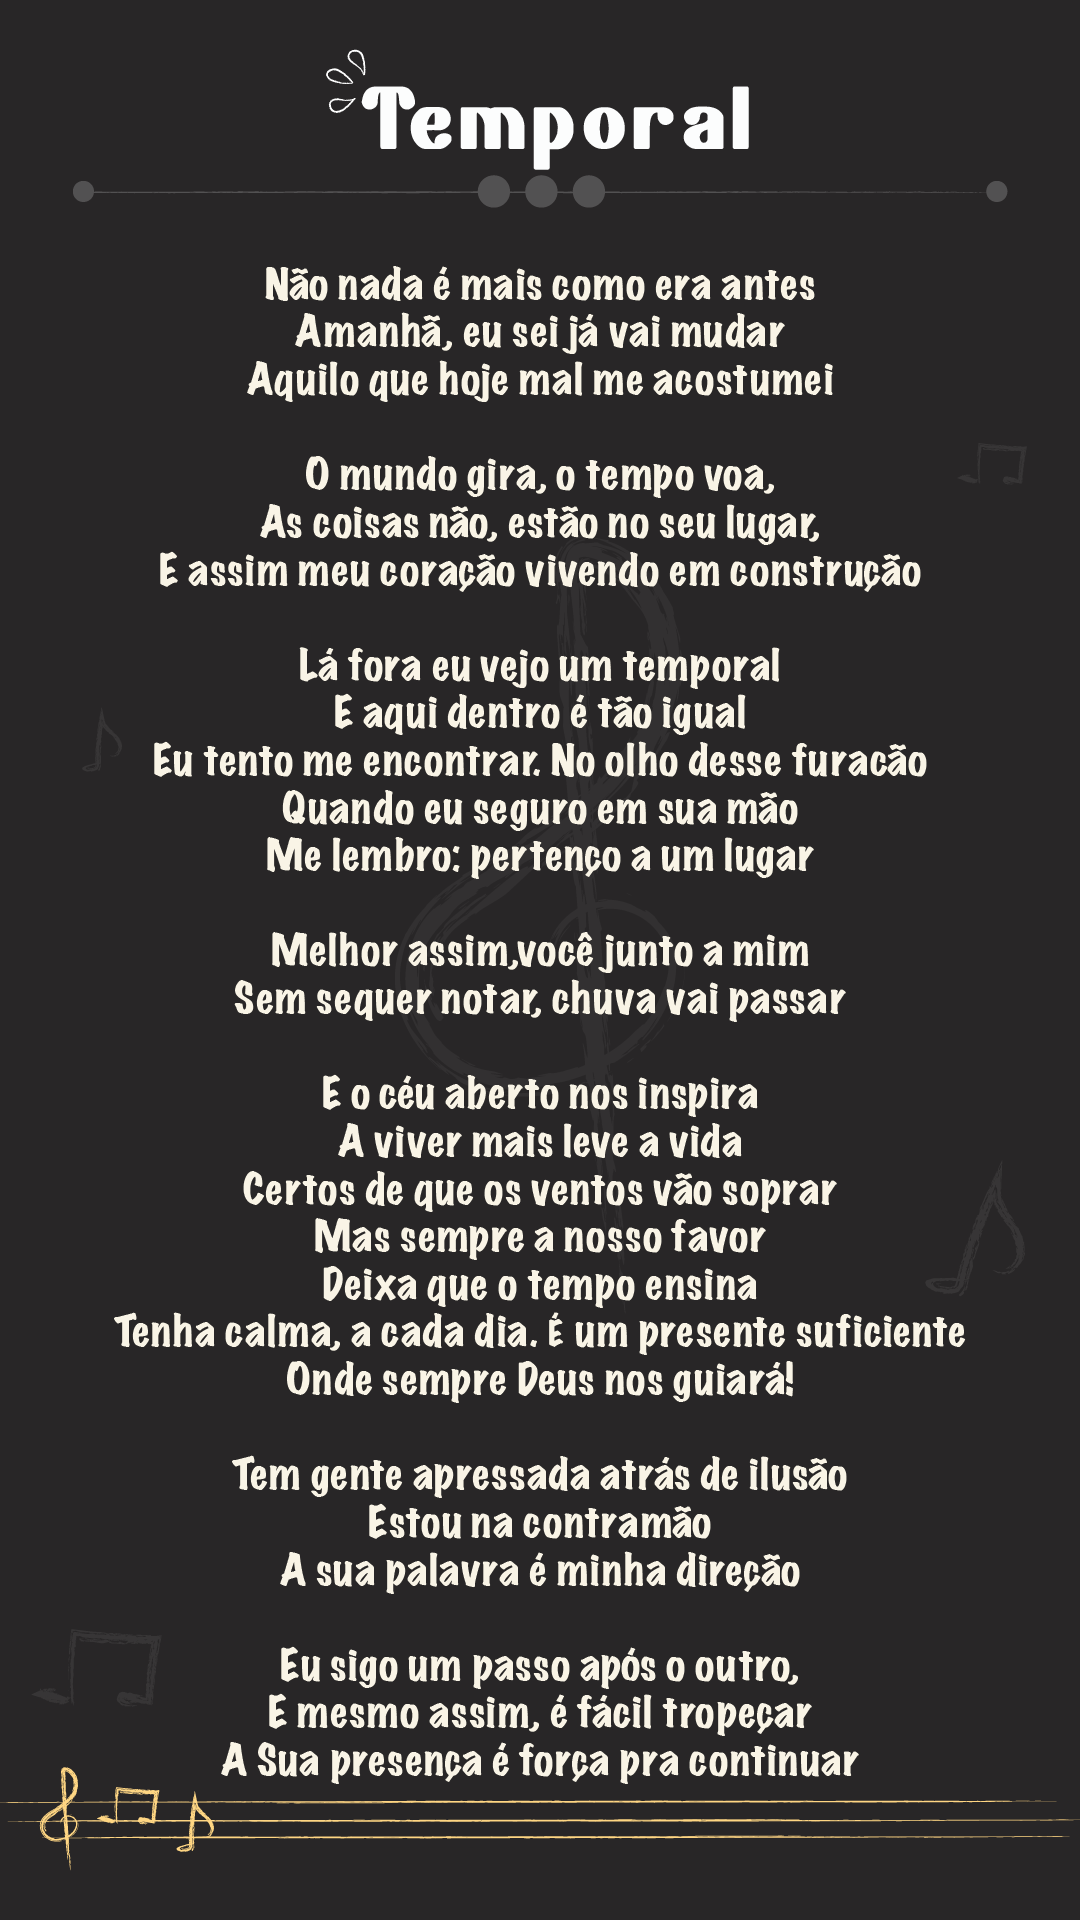 Temporal
Não nada é mais como era antes
Amanhã, eu sei já vai mudar
Aquilo que hoje mal me acostumei
O mundo gira, o tempo voa,
As coisas não, estão no seu lugar,
E assim meu coração vivendo em construção
Lá fora eu vejo um temporal
E aqui dentro é tão igual
Eu tento me encontrar. No olho desse furacão
Quando eu seguro em sua mão
Me lembro: pertenço a um lugar
Melhor assim,você junto a mim
Sem sequer notar, chuva vai passar
E o céu aberto nos inspira
A viver mais leve a vida
Certos de que os ventos vão soprar
Mas sempre a nosso favor
Deixa que o tempo ensina
Tenha calma, a cada dia. É um presente suficiente
Onde sempre Deus nos guiará!
Tem gente apressada atrás de ilusão
Estou na contramão
A sua palavra é minha direção
Eu sigo um passo após o outro,
E mesmo assim, é fácil tropeçar
A Sua presença é força pra continuar